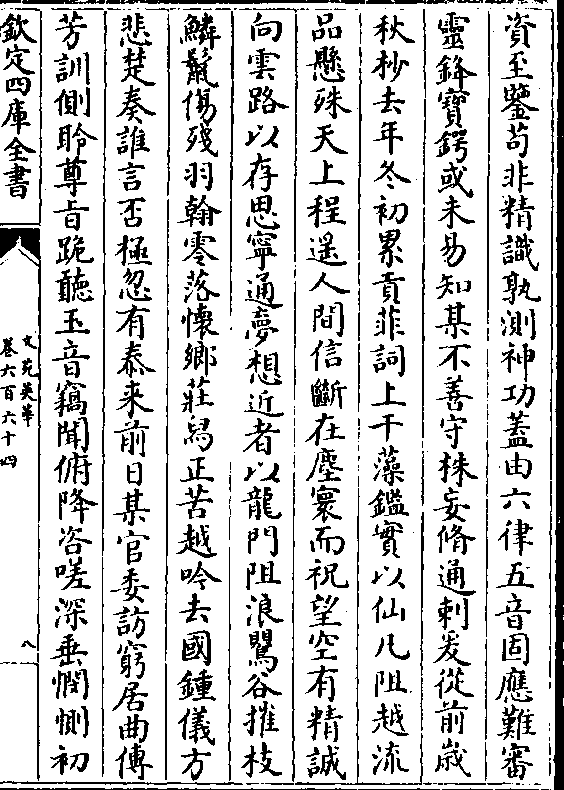 資至鑒苟非精識孰測神功蓋由六律五音固應難審
靈鋒寶鍔或未易知某不善守株妄脩通刺爰從前歲
秋杪去年冬初累貢菲詞上干藻鑑實以仙凡阻越流
品懸殊天上程遥人間信斷在塵寰而祝望空有精誠
向雲路以存思寧通夢想近者以龍門阻浪鸎谷摧枝
鱗鬛傷殘羽翰零落懷鄉莊舄正苦越吟去國鍾儀方
悲楚奏誰言否極忽有泰来前日某官委訪窮居曲傳
芳訓側聆尊㫖跪聽玉音竊聞俯降咨嗟深垂憫惻初
欽定四庫全書
文苑英華
卷六百六十四
八